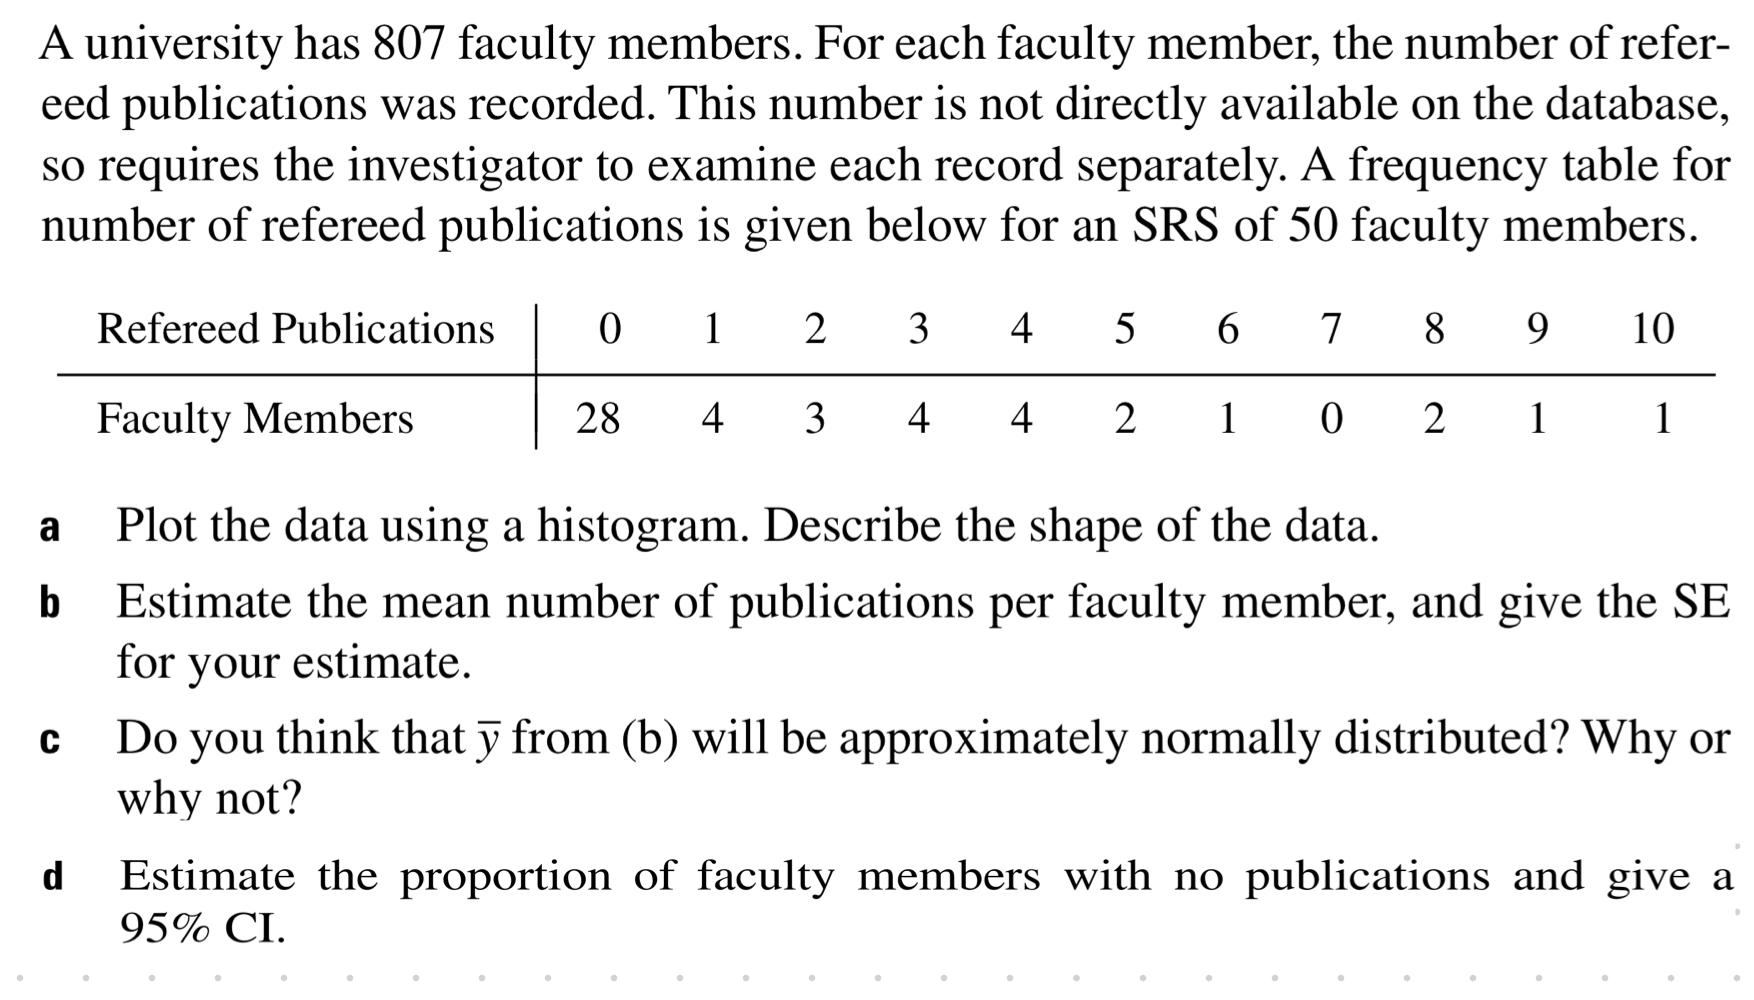 A university has 807 faculty members. For each faculty member, the number of refer-
eed publications was recorded. This number is not directly available on the database,
so requires the investigator to examine each record separately. A frequency table for
number of refereed publications is given below for an SRS of 50 faculty members.
Refereed Publications 0 1 2 3 4 5 6 7 8 9 10
Faculty Members 28 4 3 4 4 2 1 0 2 1 1
a Plot the data using a histogram. Describe the shape of the data.
b Estimate the mean number of publications per faculty member, and give the SE
for your estimate.
c Do you think that ȳ from (b) will be approximately normally distributed? Why or
why not?
d Estimate the proportion of faculty members with no publications and give a
95% CI.